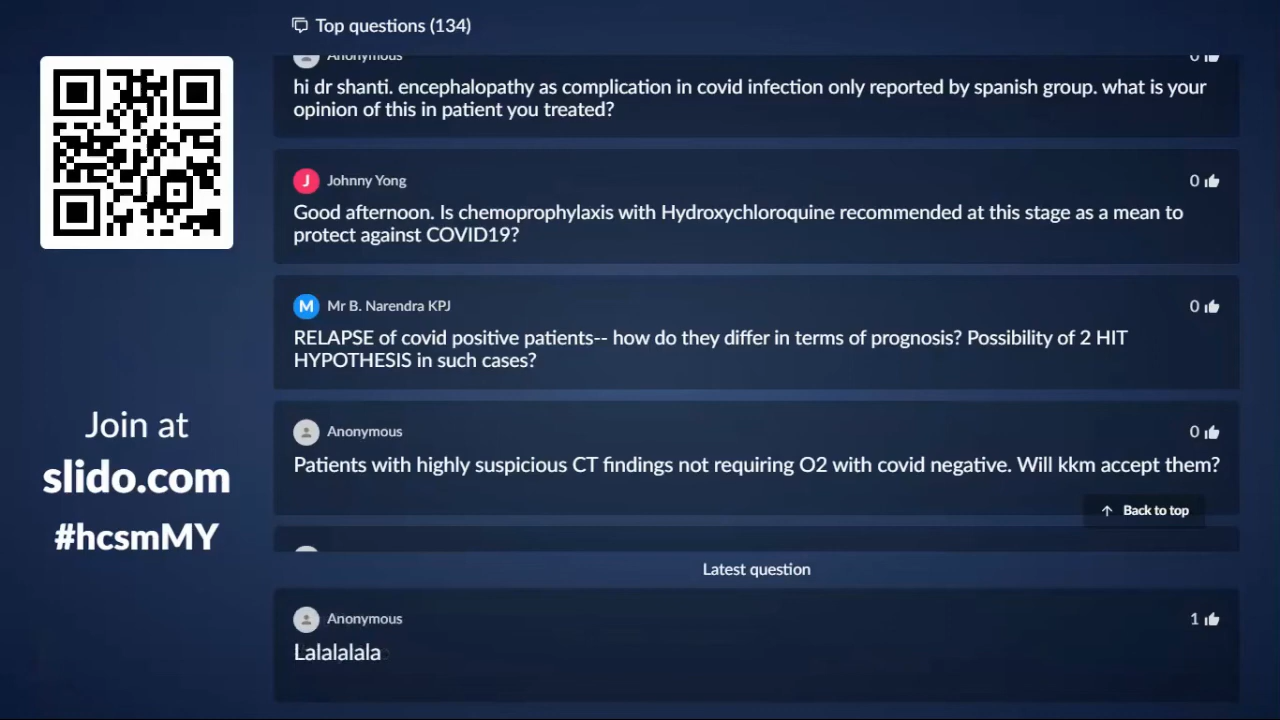 Top questions (134)
Anonymous 0
hi dr shanti. encephalopathy as complication in covid infection only reported by spanish group. what is your
opinion of this in patient you treated?
J Johnny Yong 0
Good afternoon. Is chemoprophylaxis with Hydroxychloroquine recommended at this stage as a mean to
protect against COVID19?
M Mr B. Narendra KPJ 0
RELAPSE of covid positive patients-- how do they differ in terms of prognosis? Possibility of 2 HIT
HYPOTHESIS in such cases?
Anonymous 0
Patients with highly suspicious CT findings not requiring O2 with covid negative. Will kkm accept them?
↑ Back to top
Latest question
Anonymous 1
Lalalalala
Join at
slido.com
#hcsmMY